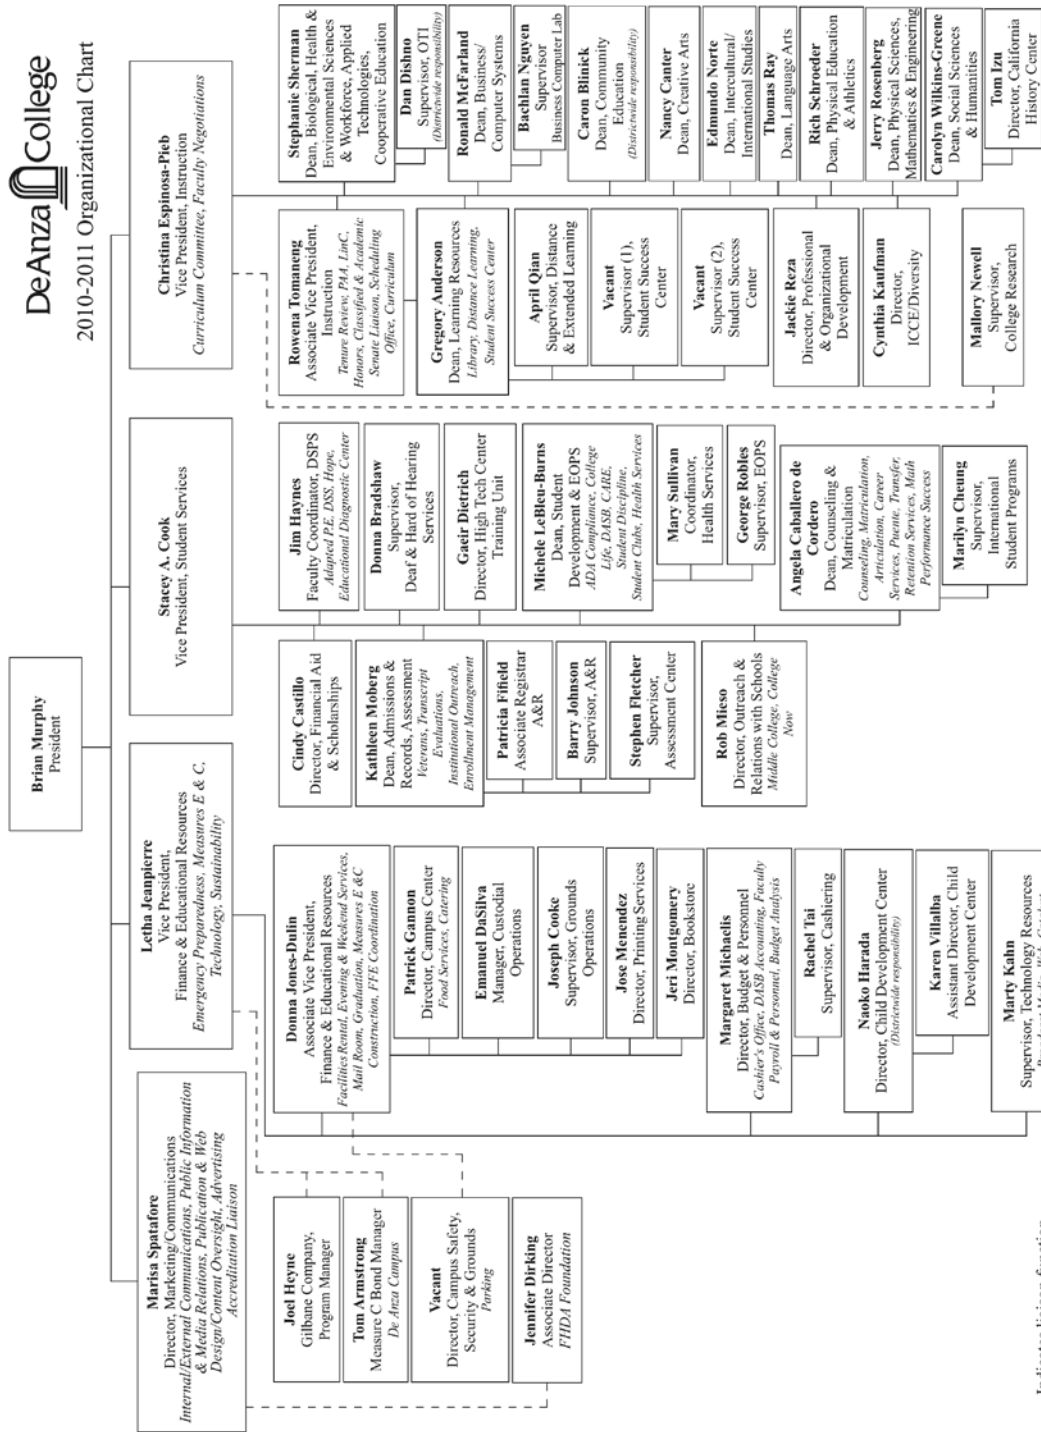 DeAnza College
2010-2011 Organizational Chart
Brian Murphy
President
Marisa Spatafore
Director, Marketing/Communications
Internal/External Communications, Public Information
& Media Relations, Publication & Web
Design/Content Oversight, Advertising
Accreditation Liaison
Joel Heyne
Gilbane Company,
Program Manager
Tom Armstrong
Measure C Bond Manager
De Anza Campus
Vacant
Director, Campus Safety,
Security & Grounds
Parking
Jennifer Dirking
Associate Director
FHDA Foundation
Letha Jeanpierre
Vice President,
Finance & Educational Resources
Emergency Preparedness, Measures E & C,
Technology, Sustainability
Donna Jones-Dulin
Associate Vice President,
Finance & Educational Resources
Facilities Rental, Evening & Weekend Services,
Mail Room, Graduation, Measures E &C
Construction, FFE Coordination
Patrick Gannon
Director, Campus Center
Food Services, Catering
Emanuel DaSilva
Manager, Custodial
Operations
Joseph Cooke
Supervisor, Grounds
Operations
Jose Menendez
Director, Printing Services
Jeri Montgomery
Director, Bookstore
Margaret Michaelis
Director, Budget & Personnel
Cashier's Office, DASB Accounting, Faculty
Payroll & Personnel, Budget Analysis
Rachel Tai
Supervisor, Cashiering
Naoko Harada
Director, Child Development Center
(Districtwide responsibility)
Karen Villalba
Assistant Director, Child
Development Center
Marty Kahn
Supervisor, Technology Resources
Stacey A. Cook
Vice President, Student Services
Cindy Castillo
Director, Financial Aid
& Scholarships
Kathleen Moberg
Dean, Admissions &
Records, Assessment
Veterans, Transcript
Evaluations,
Institutional Outreach,
Enrollment Management
Patricia Fifield
Associate Registrar
A&R
Barry Johnson
Supervisor, A&R
Stephen Fletcher
Supervisor,
Assessment Center
Rob Mieso
Director, Outreach &
Relations with Schools
Middle College, College
Now
Jim Haynes
Faculty Coordinator, DSPS
Adapted P.E, DSS, Hope,
Educational Diagnostic Center
Donna Bradshaw
Supervisor,
Deaf & Hard of Hearing
Services
Gaeir Dietrich
Director, High Tech Center
Training Unit
Michele LeBleu-Burns
Dean, Student
Development & EOPS
ADA Compliance, College
Life, DASB, CARE,
Student Discipline,
Student Clubs, Health Services
Mary Sullivan
Coordinator,
Health Services
George Robles
Supervisor, EOPS
Angela Caballero de
Cordero
Dean, Counseling &
Matriculation
Counseling, Matriculation,
Articulation, Career
Services, Puente, Transfer,
Retention Services, Math
Performance Success
Marilyn Cheung
Supervisor,
International
Student Programs
Christina Espinosa-Pieb
Vice President, Instruction
Curriculum Committee, Faculty Negotiations
Rowena Tomaneng
Associate Vice President,
Instruction
Tenure Review, PAA, LinC,
Honors, Classified & Academic
Senate Liaison, Scheduling
Office, Curriculum
Gregory Anderson
Dean, Learning Resources
Library, Distance Learning,
Student Success Center
April Qian
Supervisor, Distance
& Extended Learning
Vacant
Supervisor (1),
Student Success
Center
Vacant
Supervisor (2),
Student Success
Center
Jackie Reza
Director, Professional
& Organizational
Development
Cynthia Kaufman
Director,
ICCE/Diversity
Mallory Newell
Supervisor,
College Research
Stephanie Sherman
Dean, Biological, Health &
Environmental Sciences
& Workforce, Applied
Technologies,
Cooperative Education
Dan Dishno
Supervisor, OTI
(Districtwide responsibility)
Ronald McFarland
Dean, Business/
Computer Systems
Bachlan Nguyen
Supervisor
Business Computer Lab
Caron Blinick
Dean, Community
Education
(Districtwide responsibility)
Nancy Canter
Dean, Creative Arts
Edmundo Norte
Dean, Intercultural/
International Studies
Thomas Ray
Dean, Language Arts
Rich Schroeder
Dean, Physical Education
& Athletics
Jerry Rosenberg
Dean, Physical Sciences,
Mathematics & Engineering
Carolyn Wilkins-Greene
Dean, Social Sciences
& Humanities
Tom Izu
Director, California
History Center